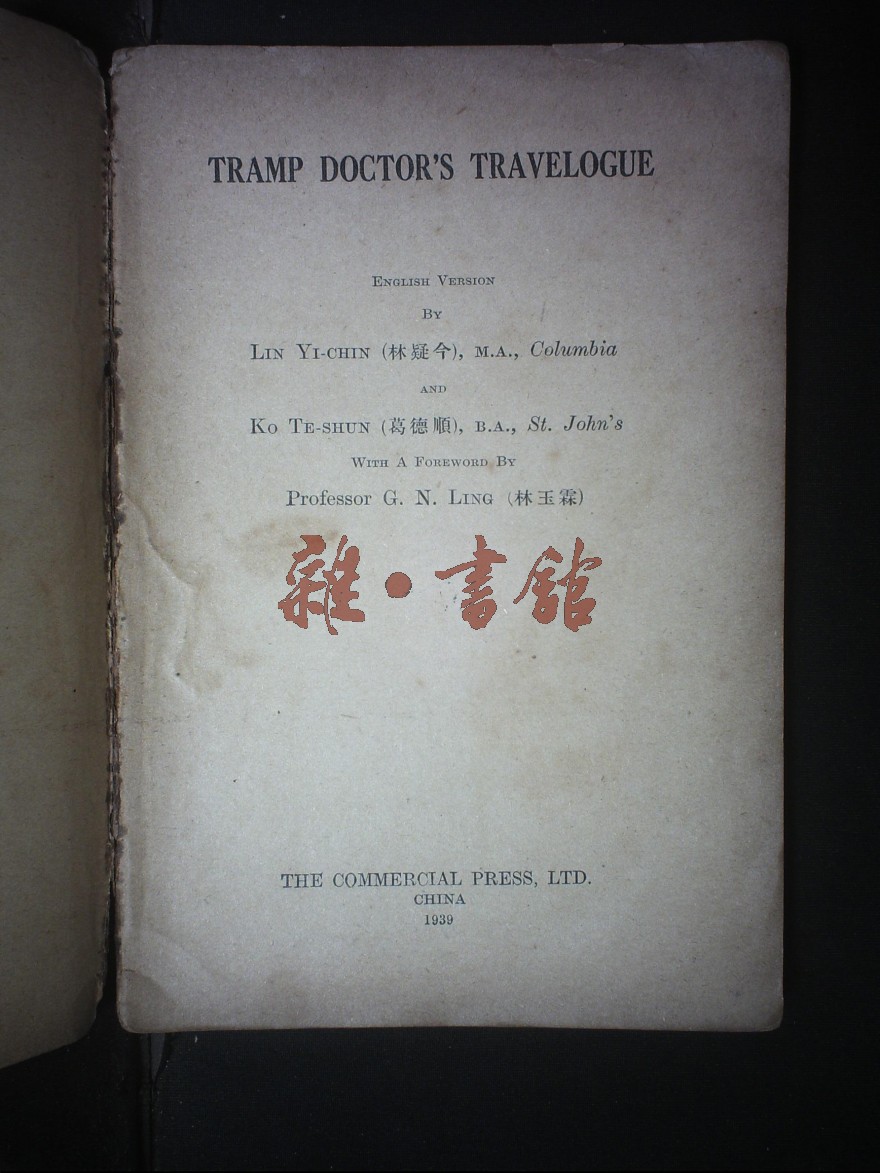 TRAMP DOCTOR'S TRAVELOGUE
ENGLISH VERSION
BY
LIN YI-CHIN (林疑今), M.A., Columbia
AND
KO TE-SHUN (葛德順), B.A., St. John's
WITH A FOREWORD BY
Professor G. N. LING (林玉霖)
雜·書館
THE COMMERCIAL PRESS, LTD.
CHINA
1939